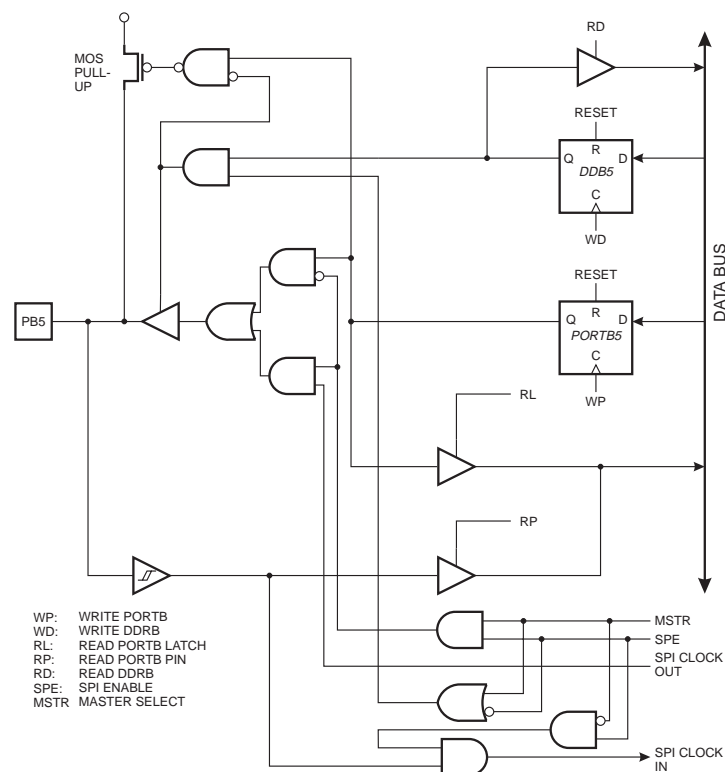 RD
MOS
PULL-
UP
RESET
R
Q
D
DDB5
C
WD
DATA BUS
RESET
R
Q
D
PORTB5
C
WP
PB5
RL
RP
WP: WRITE PORTB
WD: WRITE DDRB
RL: READ PORTB LATCH
RP: READ PORTB PIN
RD: READ DDRB
SPE: SPI ENABLE
MSTR MASTER SELECT
MSTR
SPE
SPI CLOCK
OUT
SPI CLOCK
IN